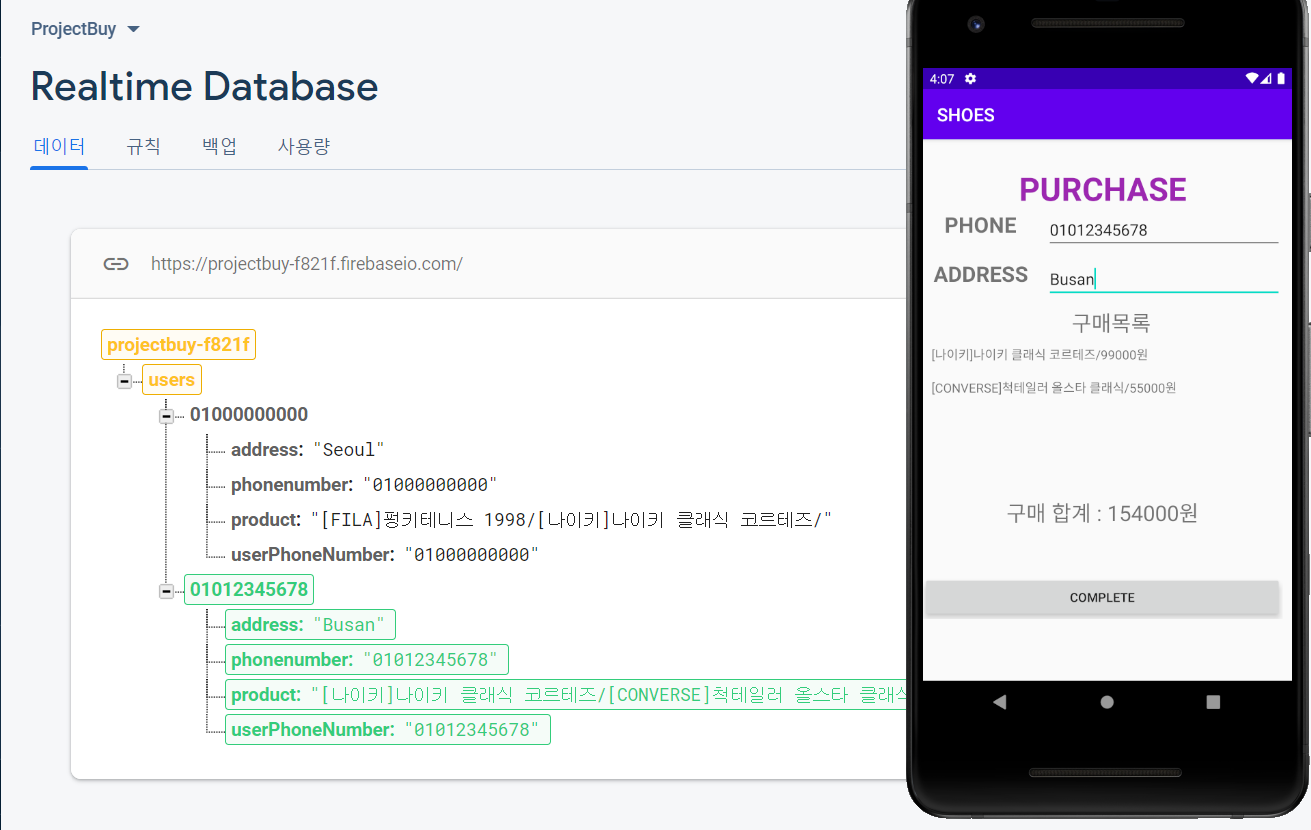 ProjectBuy
Realtime Database
데이터 규칙 백업 사용량
https://projectbuy-f821f.firebaseio.com/
projectbuy-f821f
users
01000000000
address: "Seoul"
phonenumber: "01000000000"
product: "[FILA]펑키테니스 1998/[나이키]나이키 클래식 코르테즈/"
userPhoneNumber: "01000000000"
01012345678
address: "Busan"
phonenumber: "01012345678"
product: "[나이키]나이키 클래식 코르테즈/[CONVERSE]척테일러 올스타 클래식
userPhoneNumber: "01012345678"
4:07
SHOES
PURCHASE
PHONE 01012345678
ADDRESS Busan
구매목록
[나이키]나이키 클래식 코르테즈/99000원
[CONVERSE]척테일러 올스타 클래식/55000원
구매 합계 : 154000원
COMPLETE